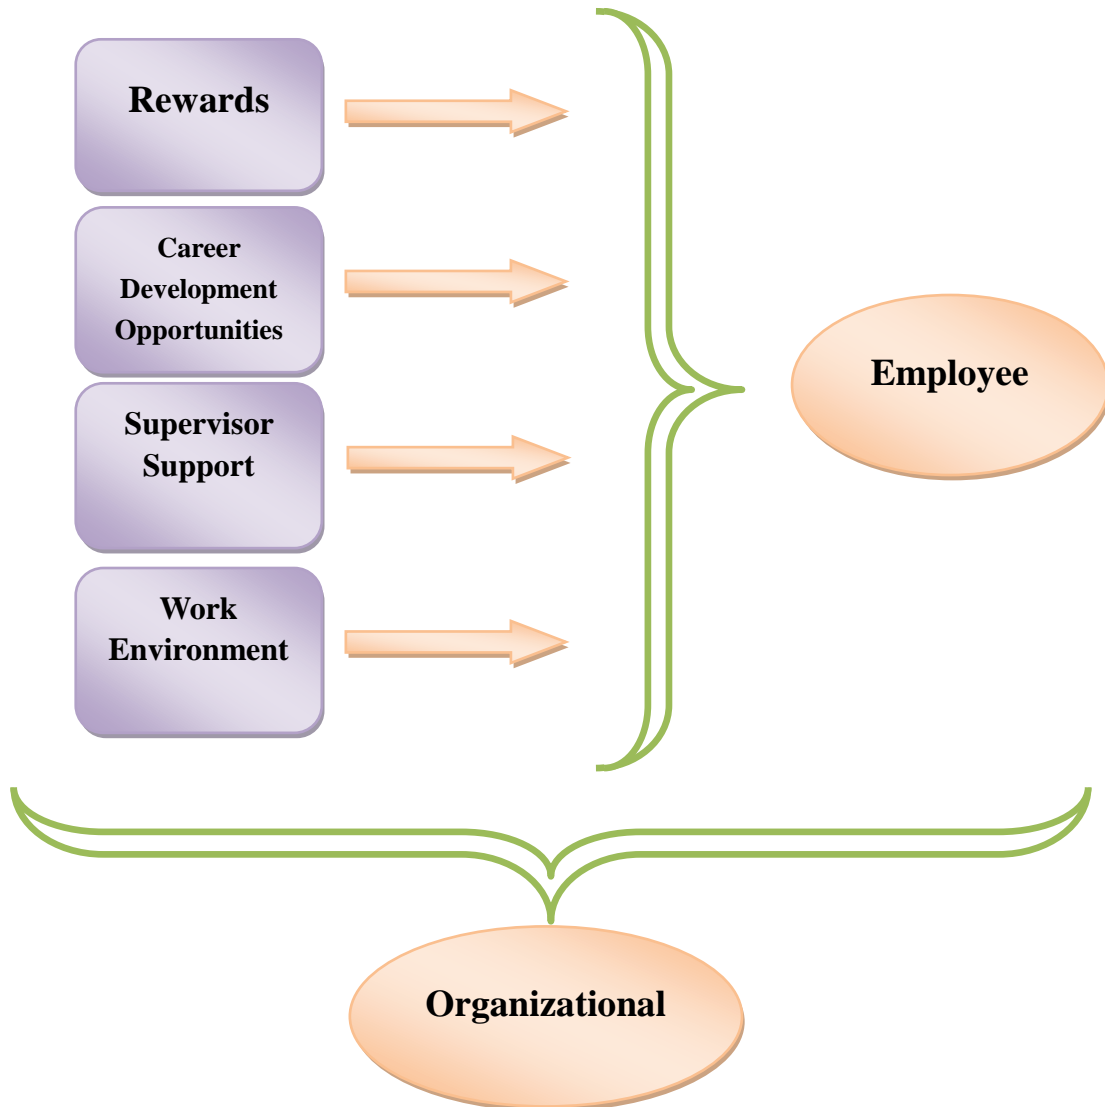 Rewards
Career
Development
Opportunities
Supervisor
Support
Work
Environment
Employee
Organizational